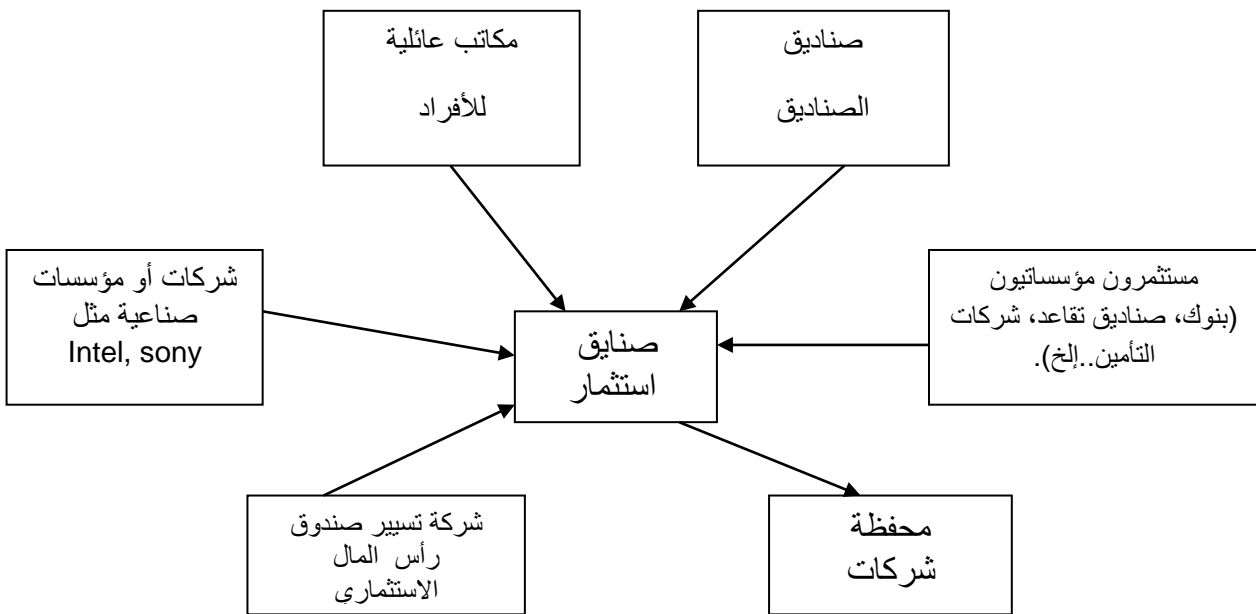 صناديق
الصناديق
مكاتب عائلية
للأفراد
مستثمرون مؤسساتيون
(بنوك، صناديق تقاعد، شركات
التأمين..إلخ).
شركات أو مؤسسات
صناعية مثل
Intel, sony
صنايق
استثمار
محفظة
شركات
شركة تسيير صندوق
رأس المال
الاستثماري